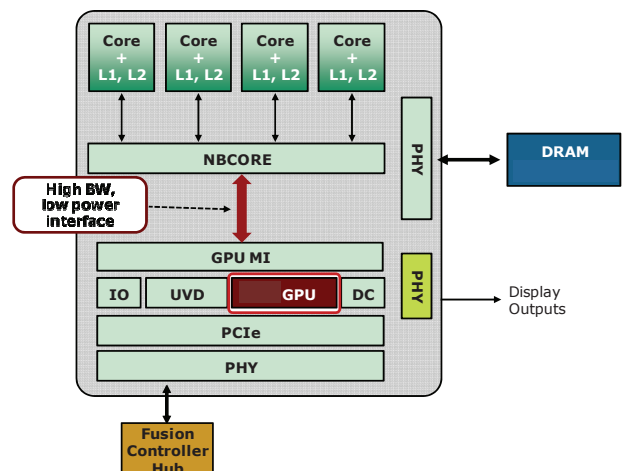 Core
+
L1, L2
Core
+
L1, L2
Core
+
L1, L2
Core
+
L1, L2
NBCORE
PHY
DRAM
High BW,
low power
interface
GPU MI
IO
UVD
GPU
DC
PHY
Display
Outputs
PCIe
PHY
Fusion
Controller
Hub